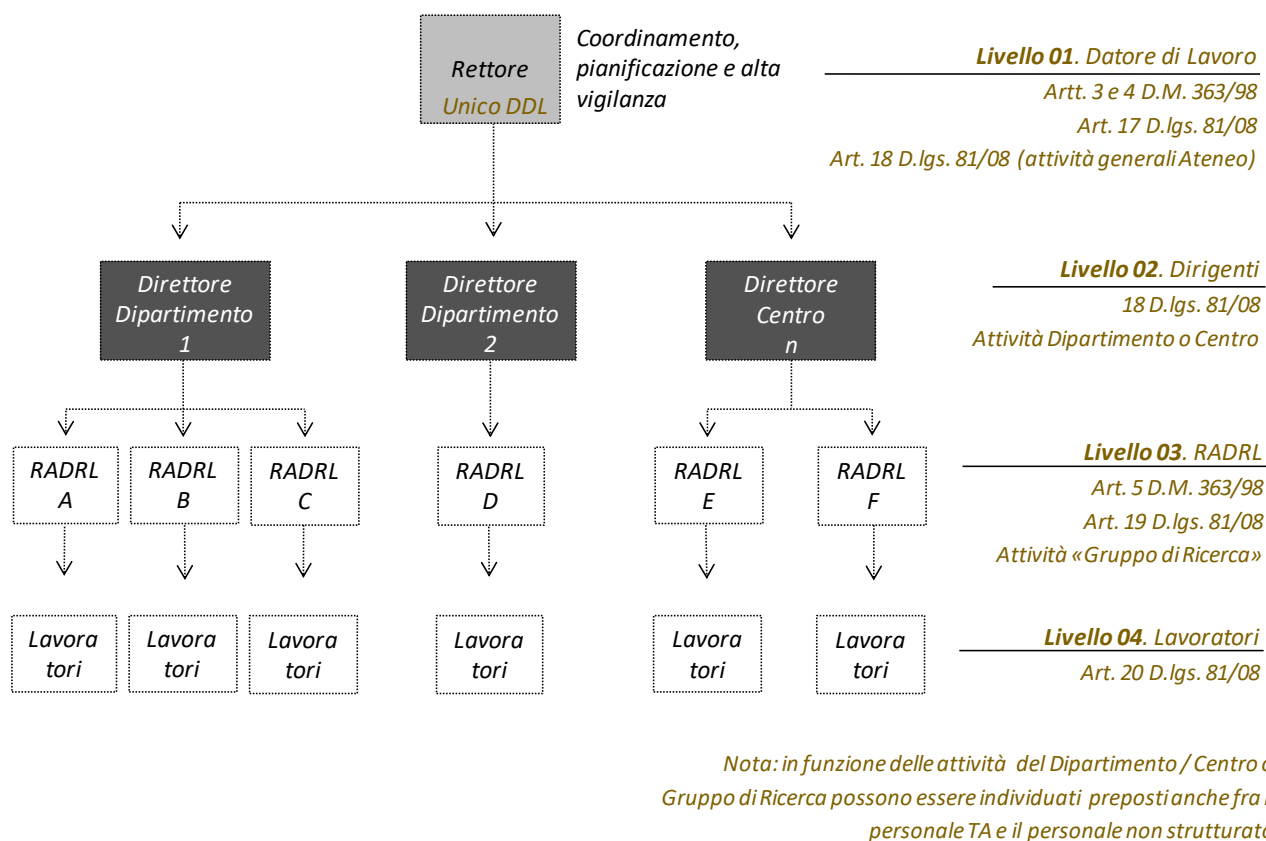 Rettore
Unico DDL
Coordinamento,
pianificazione e alta
vigilanza
Livello 01. Datore di Lavoro
Artt. 3 e 4 D.M. 363/98
Art. 17 D.lgs. 81/08
Art. 18 D.lgs. 81/08 (attività generali Ateneo)
Direttore
Dipartimento
1
Direttore
Dipartimento
2
Direttore
Centro
n
Livello 02. Dirigenti
18 D.lgs. 81/08
Attività Dipartimento o Centro
RADRL
A
RADRL
B
RADRL
C
RADRL
D
RADRL
E
RADRL
F
Livello 03. RADRL
Art. 5 D.M. 363/98
Art. 19 D.lgs. 81/08
Attività «Gruppo di Ricerca»
Lavora
tori
Lavora
tori
Lavora
tori
Lavora
tori
Lavora
tori
Lavora
tori
Livello 04. Lavoratori
Art. 20 D.lgs. 81/08
Nota: in funzione delle attività del Dipartimento / Centro
Gruppo di Ricerca possono essere individuati preposti anche fra
personale TA e il personale non